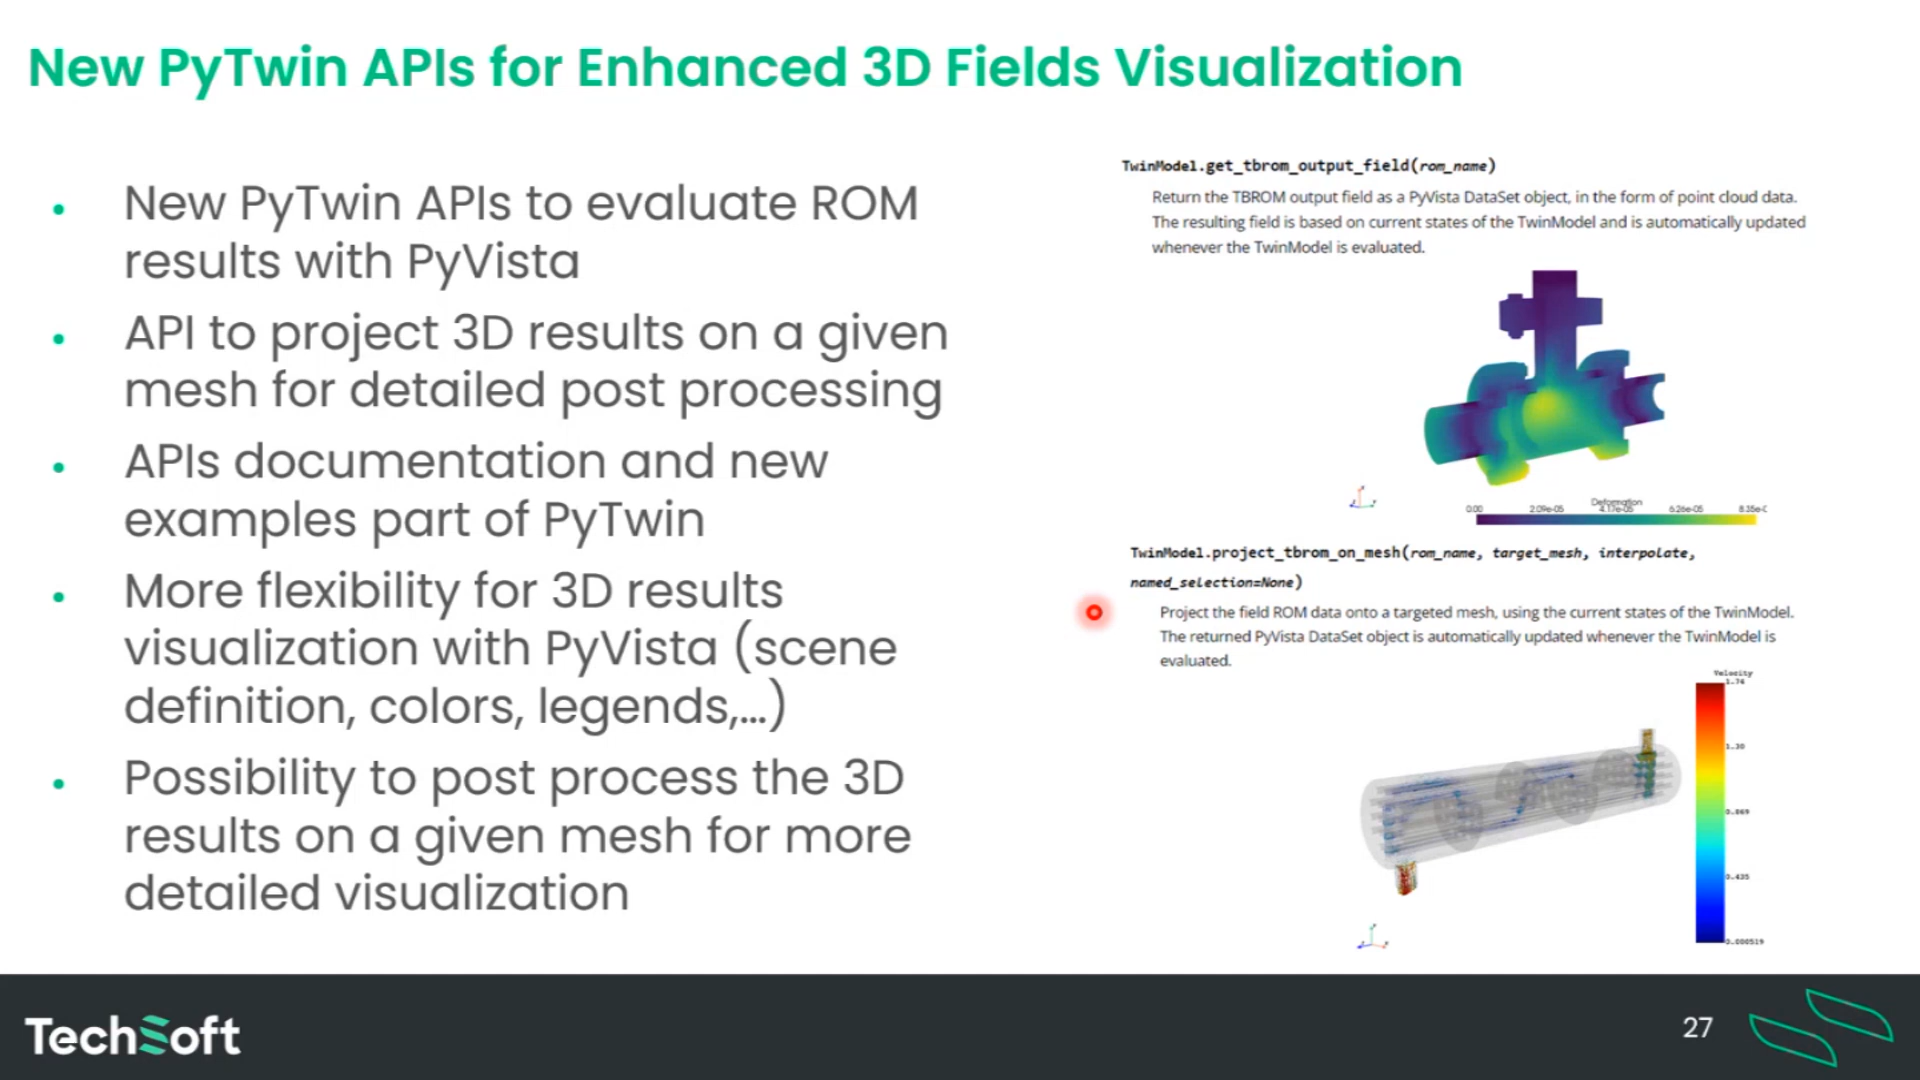 New PyTwin APIs for Enhanced 3D Fields Visualization
New PyTwin APIs to evaluate ROM
results with PyVista
API to project 3D results on a given
mesh for detailed post processing
APIs documentation and new
examples part of PyTwin
More flexibility for 3D results
visualization with PyVista (scene
definition, colors, legends,...)
Possibility to post process the 3D
results on a given mesh for more
detailed visualization
TwinModel.get_tbrom_output_field(rom_name)
Return the TBROM output field as a PyVista DataSet object, in the form of point cloud data.
The resulting field is based on current states of the TwinModel and is automatically updated
whenever the TwinModel is evaluated.
Deformation
0.00 2.09e-05 4.17e-05 6.26e-05 8.35e-0
TwinModel.project_tbrom_on_mesh(rom_name, target_mesh, interpolate,
named_selection=None)
Project the field ROM data onto a targeted mesh, using the current states of the TwinModel.
The returned PyVista DataSet object is automatically updated whenever the TwinModel is
evaluated.
Velocity
1.74
1.30
0.869
0.435
0.000519
TechSoft
27